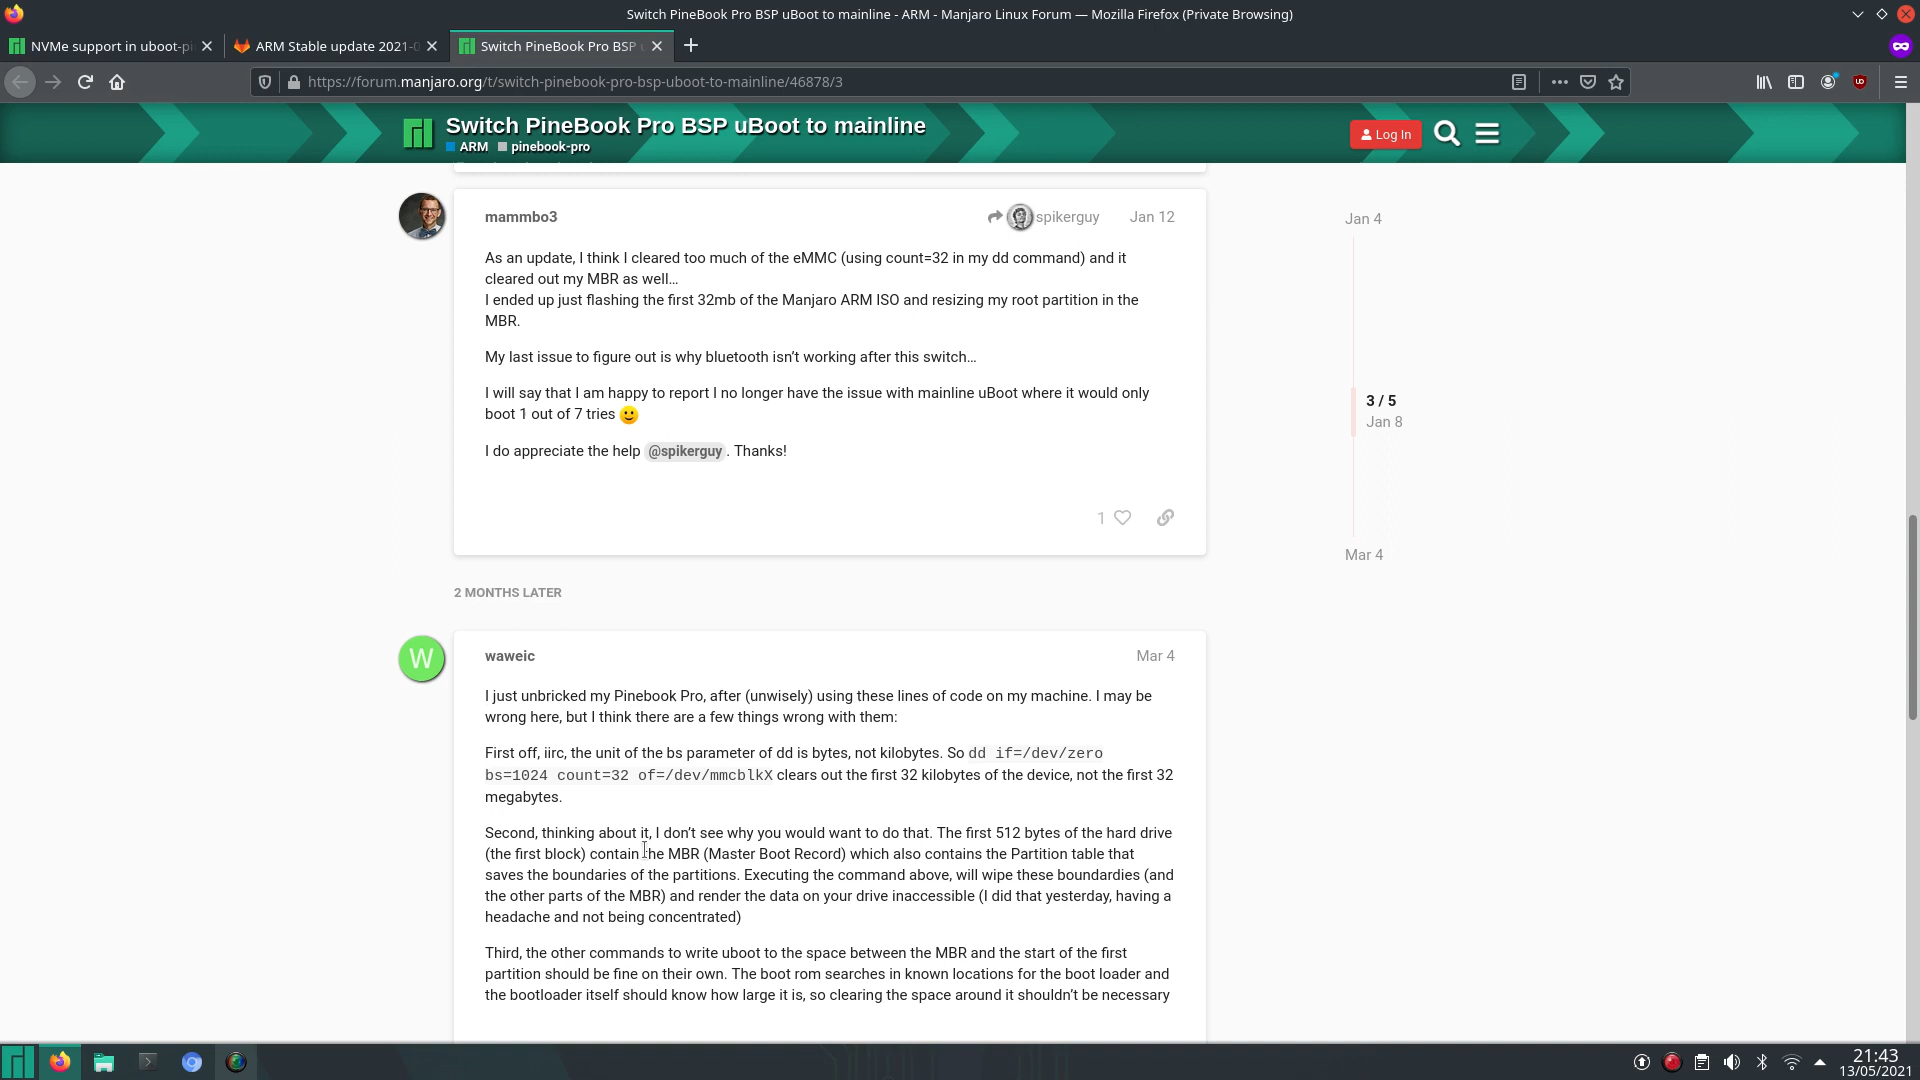 Switch PineBook Pro BSP uBoot to mainline - ARM - Manjaro Linux Forum — Mozilla Firefox (Private Browsing)
NVMe support in uboot-pi
ARM Stable update 2021-0
Switch PineBook Pro BSP u
https://forum.manjaro.org/t/switch-pinebook-pro-bsp-uboot-to-mainline/46878/3
Switch PineBook Pro BSP uBoot to mainline
ARM pinebook-pro
Log In
mammbo3
spikerguy
Jan 12
As an update, I think I cleared too much of the eMMC (using count=32 in my dd command) and it
cleared out my MBR as well…
I ended up just flashing the first 32mb of the Manjaro ARM ISO and resizing my root partition in the
MBR.
My last issue to figure out is why bluetooth isn’t working after this switch…
I will say that I am happy to report I no longer have the issue with mainline uBoot where it would only
boot 1 out of 7 tries
I do appreciate the help @spikerguy. Thanks!
1
Jan 4
3 / 5
Jan 8
Mar 4
2 MONTHS LATER
W
waweic
Mar 4
I just unbricked my Pinebook Pro, after (unwisely) using these lines of code on my machine. I may be
wrong here, but I think there are a few things wrong with them:
First off, iirc, the unit of the bs parameter of dd is bytes, not kilobytes. So dd if=/dev/zero
bs=1024 count=32 of=/dev/mmcblkX clears out the first 32 kilobytes of the device, not the first 32
megabytes.
Second, thinking about it, I don’t see why you would want to do that. The first 512 bytes of the hard drive
(the first block) contain the MBR (Master Boot Record) which also contains the Partition table that
saves the boundaries of the partitions. Executing the command above, will wipe these boundardies (and
the other parts of the MBR) and render the data on your drive inaccessible (I did that yesterday, having a
headache and not being concentrated)
Third, the other commands to write uboot to the space between the MBR and the start of the first
partition should be fine on their own. The boot rom searches in known locations for the boot loader and
the bootloader itself should know how large it is, so clearing the space around it shouldn’t be necessary
21:43
13/05/2021